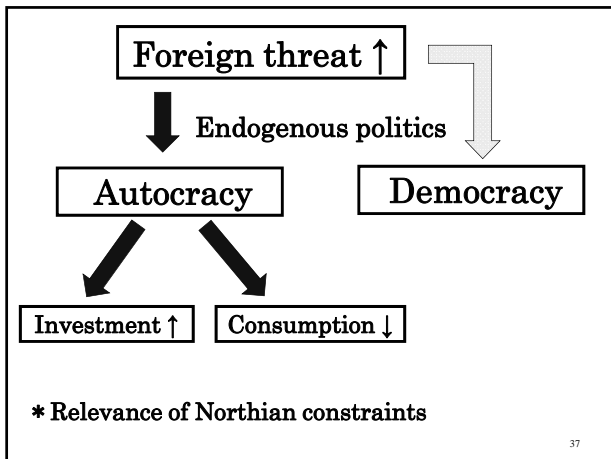 Foreign threat ↑
Endogenous politics
Autocracy
Democracy
Investment ↑
Consumption ↓
* Relevance of Northian constraints
37